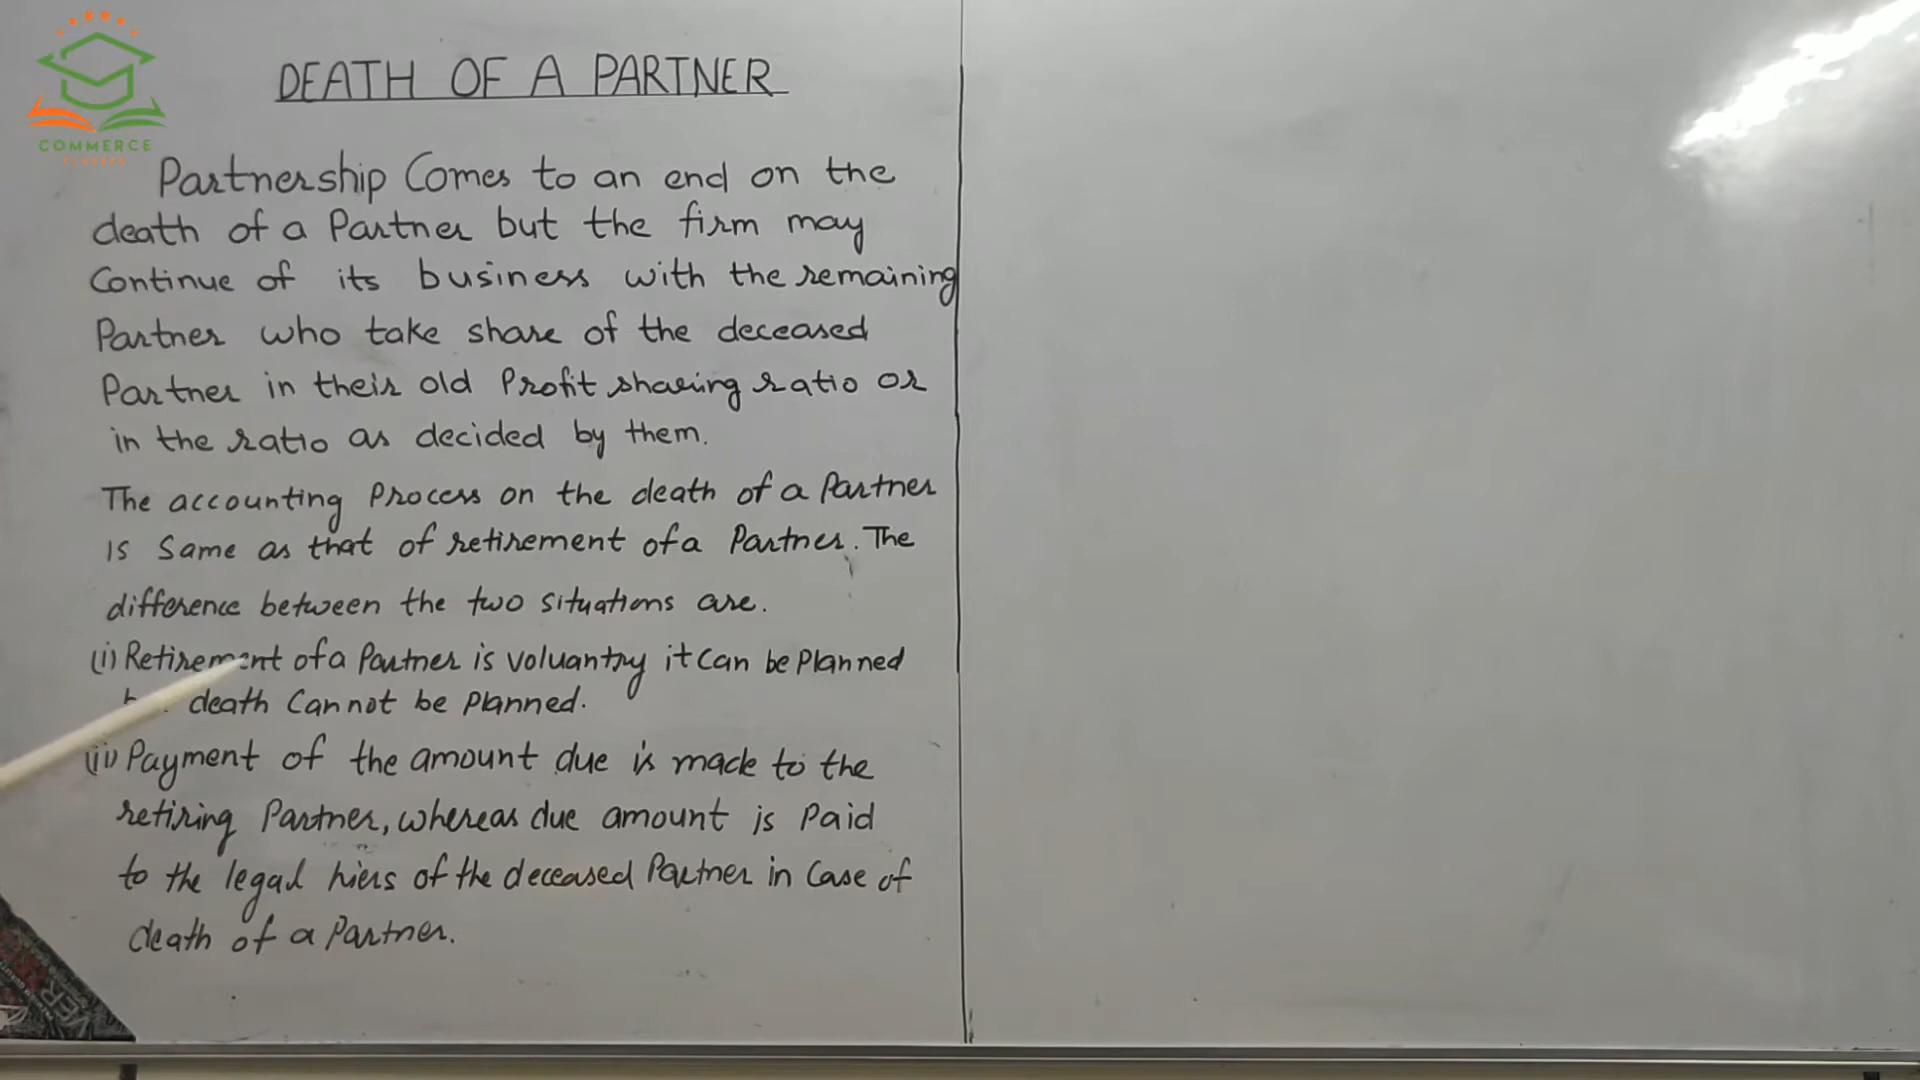 COMMERCE
CLASSES
DEATH OF A PARTNER
Partnership Comes to an end on the
death of a Partner but the firm may
Continue of its business with the remaining
Partner who take share of the deceased
Partner in their old Profit sharing ratio or
in the ratio as decided by them.
The accounting Process on the death of a Partner
is Same as that of retirement of a Partner. The
difference between the two situations are.
(i) Retirement of a Partner is voluantry it Can be Planned
death Cannot be Planned.
(ii) Payment of the amount due is made to the
retiring Partner, whereas due amount is Paid
to the legal hiers of the deceased Partner in Case of
death of a Partner.